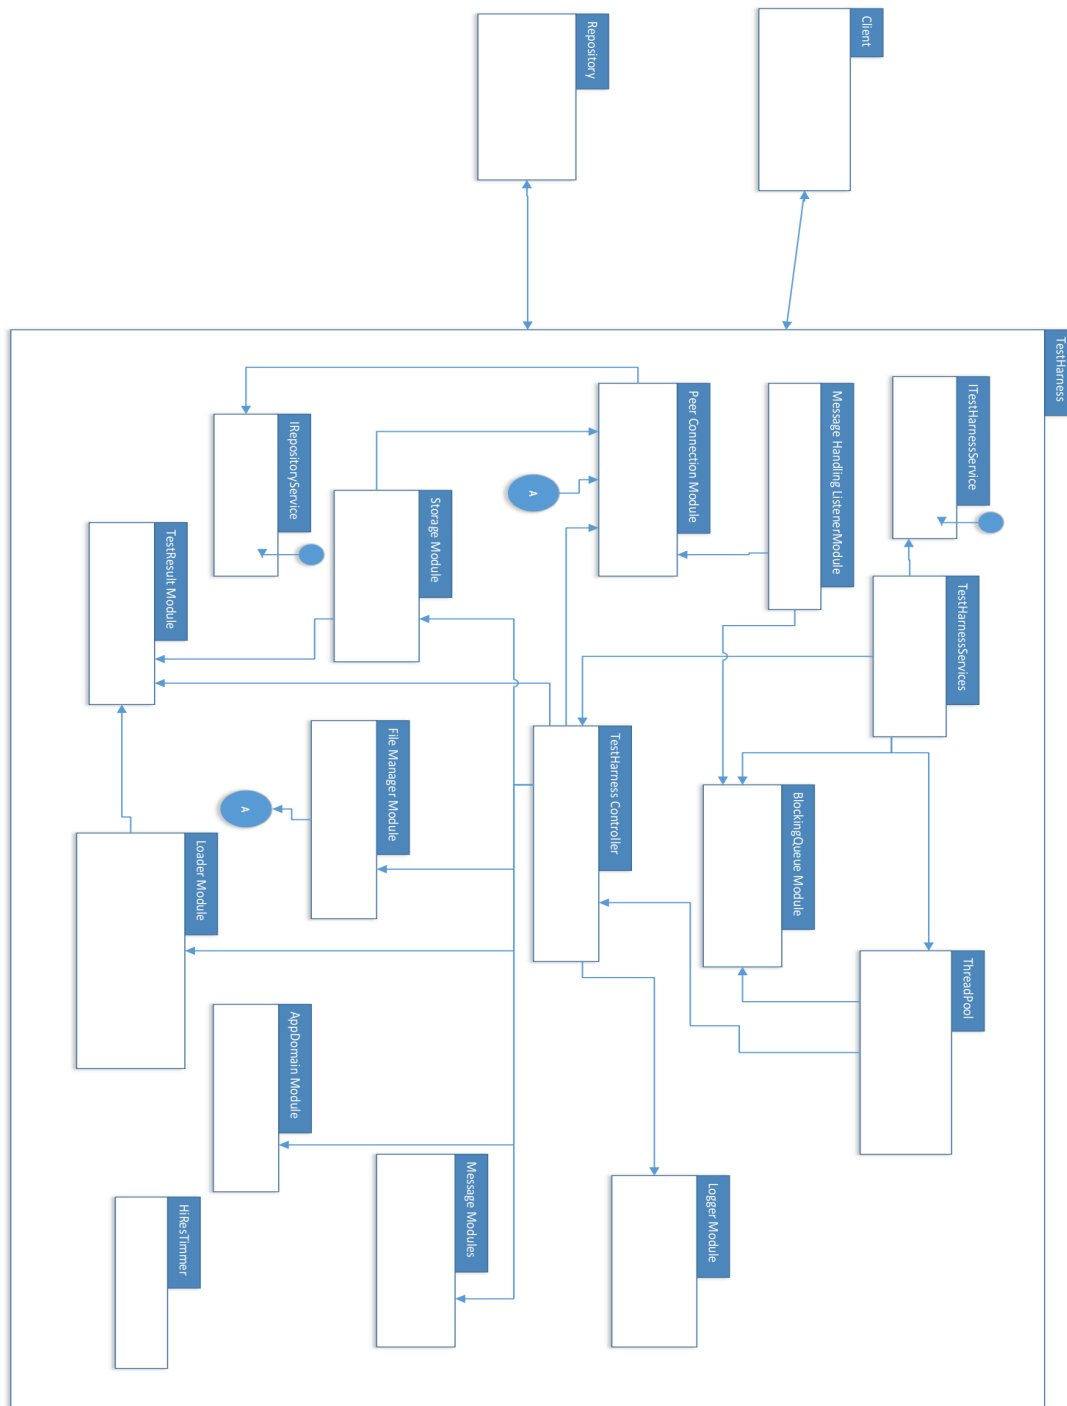 Client
Repository
TestHarness
ITestHarnessService
TestHarnessServices
ThreadPool
Message Handling ListenerModule
BlockingQueue Module
Peer Connection Module
A
TestHarness Controller
Logger Module
Storage Module
File Manager Module
Message Modules
IRepositoryService
A
AppDomain Module
TestResult Module
Loader Module
HiResTimmer